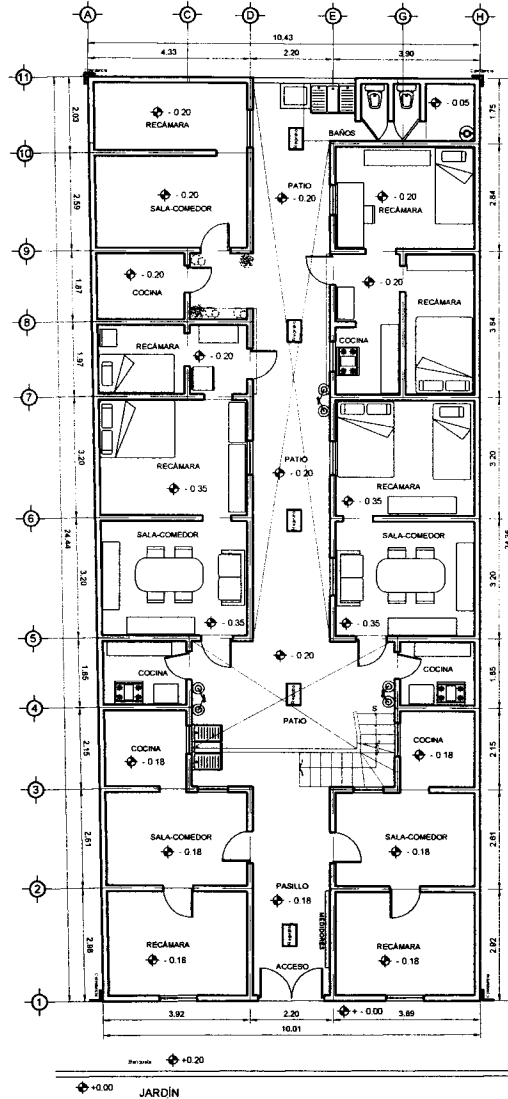 A C D E G H
10.43
4.33 2.20 3.90
11
- 0.20
RECÁMARA
2.03
- 0.05
1.75
BAÑOS
10
- 0.20
SALA-COMEDOR
2.59
PATIO
- 0.20
- 0.20
RECÁMARA
2.84
9
- 0.20
COCINA
1.87
- 0.20
RECÁMARA
3.84
8
RECÁMARA
- 0.20
1.97
COCINA
7
RECÁMARA
- 0.35
3.20
PATIO
- 0.20
RECÁMARA
- 0.35
3.20
6
24.44
SALA-COMEDOR
- 0.35
3.20
SALA-COMEDOR
- 0.35
3.20
5
- 0.20
COCINA
1.85
COCINA
1.85
4
PATIO
S
COCINA
- 0.18
2.15
COCINA
- 0.18
2.15
3
SALA-COMEDOR
- 0.18
2.61
SALA-COMEDOR
- 0.18
2.61
2
PASILLO
- 0.18
MEDIDORES
RECÁMARA
- 0.18
2.98
RECÁMARA
- 0.18
2.92
ACCESO
1
3.92 2.20 3.89
+ - 0.00
10.01
Banqueta +0.20
+0.00 JARDÍN